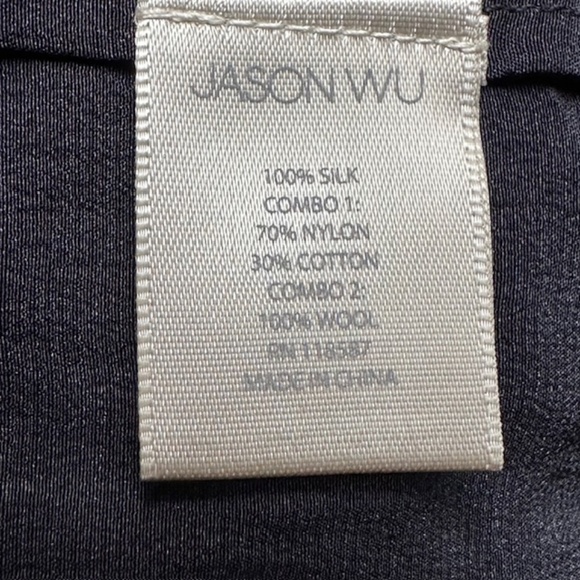 JASON WU
100% SILK
COMBO 1:
70% NYLON
30% COTTON
COMBO 2:
100% WOOL
RN 118587
MADE IN CHINA